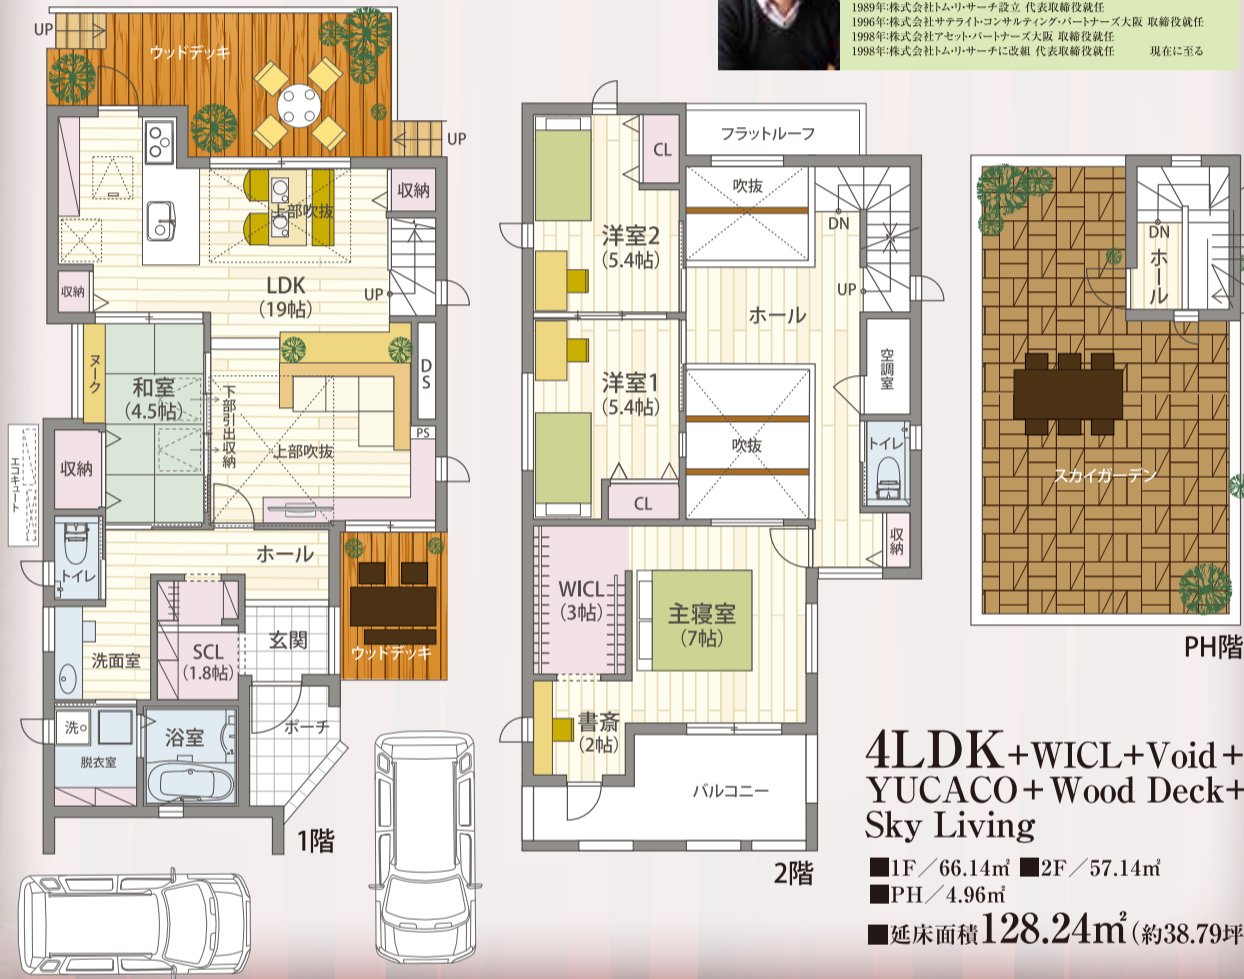 1989年:株式会社トム・リ・サーチ設立 代表取締役就任
1996年:株式会社サテライト・コンサルティング・パートナーズ大阪 取締役就任
1998年:株式会社アセット・パートナーズ大阪 取締役就任
1998年:株式会社トム・リ・サーチに改組 代表取締役就任 現在に至る
UP
ウッドデッキ
UP
収納
上部吹抜
LDK
(19帖)
UP
収納
ヌーク
和室
(4.5帖)
下部引出収納
DS
PS
上部吹抜
収納
エコキュート
トイレ
ホール
玄関
SCL
(1.8帖)
洗面室
ウッドデッキ
ポーチ
洗
脱衣室
浴室
1階
フラットルーフ
CL
吹抜
洋室2
(5.4帖)
DN
UP
ホール
洋室1
(5.4帖)
空調室
吹抜
トイレ
CL
収納
WICL
(3帖)
主寝室
(7帖)
書斎
(2帖)
バルコニー
2階
DN
ホール
スカイガーデン
PH階
4LDK+WICL+Void+
YUCACO+Wood Deck+
Sky Living
■1F/66.14㎡ ■2F/57.14㎡
■PH/4.96㎡
■延床面積128.24㎡(約38.79坪